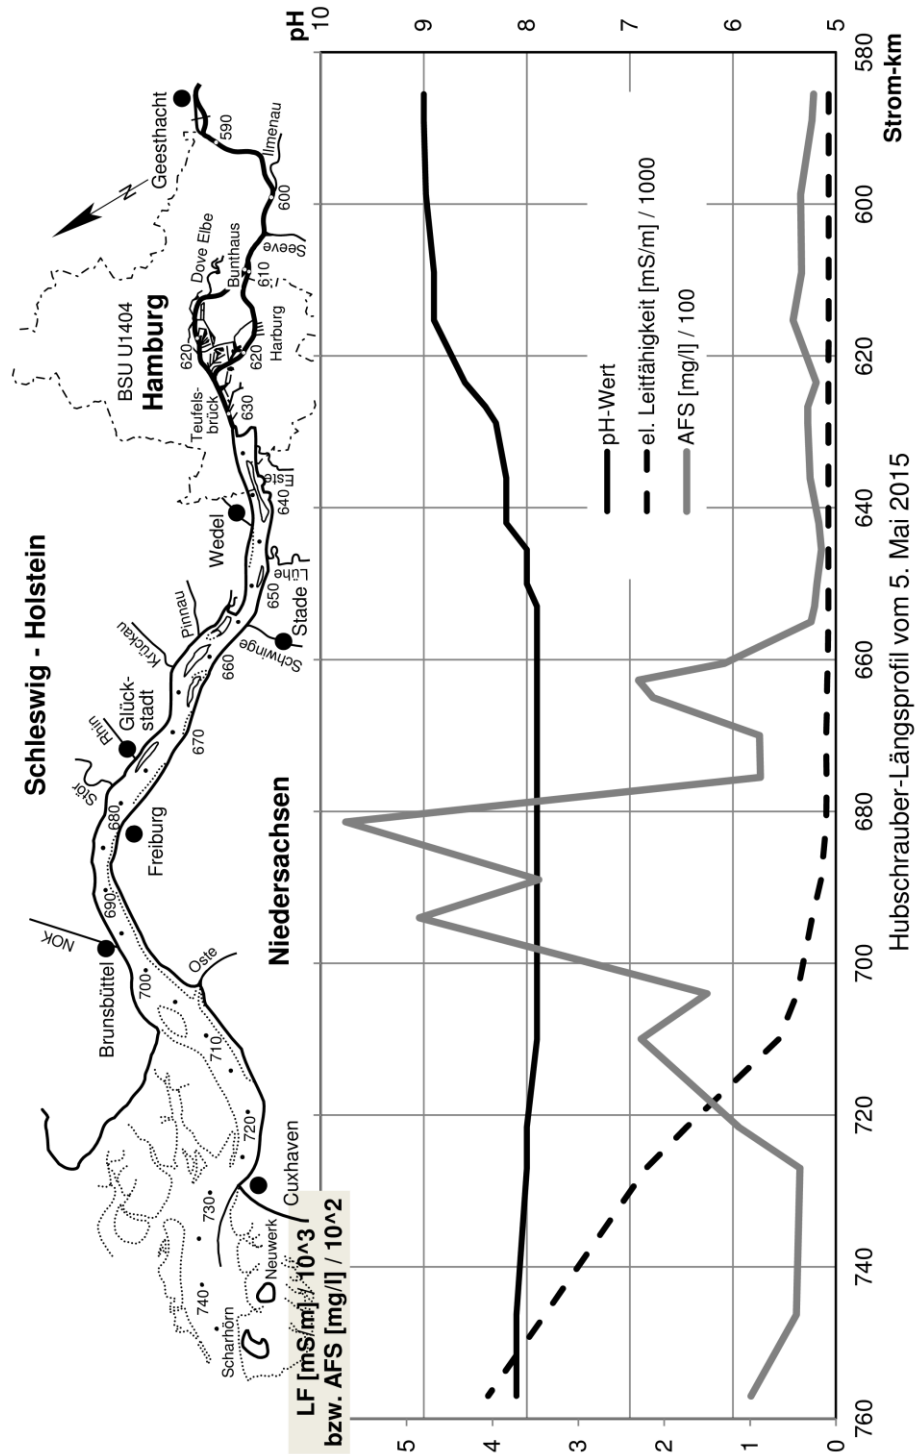 Schleswig - Holstein
Niedersachsen
BSU U1404
Hamburg
Scharhörn
Neuwerk
Cuxhaven
Brunsbüttel
NOK
Oste
Freiburg
Stör
Rhin
Glück-
stadt
Krückau
Pinnau
Schwinge
Stade
Lühe
Wedel
Este
Teufels-
brück
Harburg
Dove Elbe
Bunthaus
Seeve
Ilmenau
Geesthacht
N
740
730
720
710
700
690
680
670
660
650
640
630
620
620
610
600
590
LF [mS/m] / 10^3
bzw. AFS [mg/l] / 10^2
pH
5
4
3
2
1
0
10
9
8
7
6
5
pH-Wert
el. Leitfähigkeit [mS/m] / 1000
AFS [mg/l] / 100
760
740
720
700
680
660
640
620
600
580
Strom-km
Hubschrauber-Längsprofil vom 5. Mai 2015